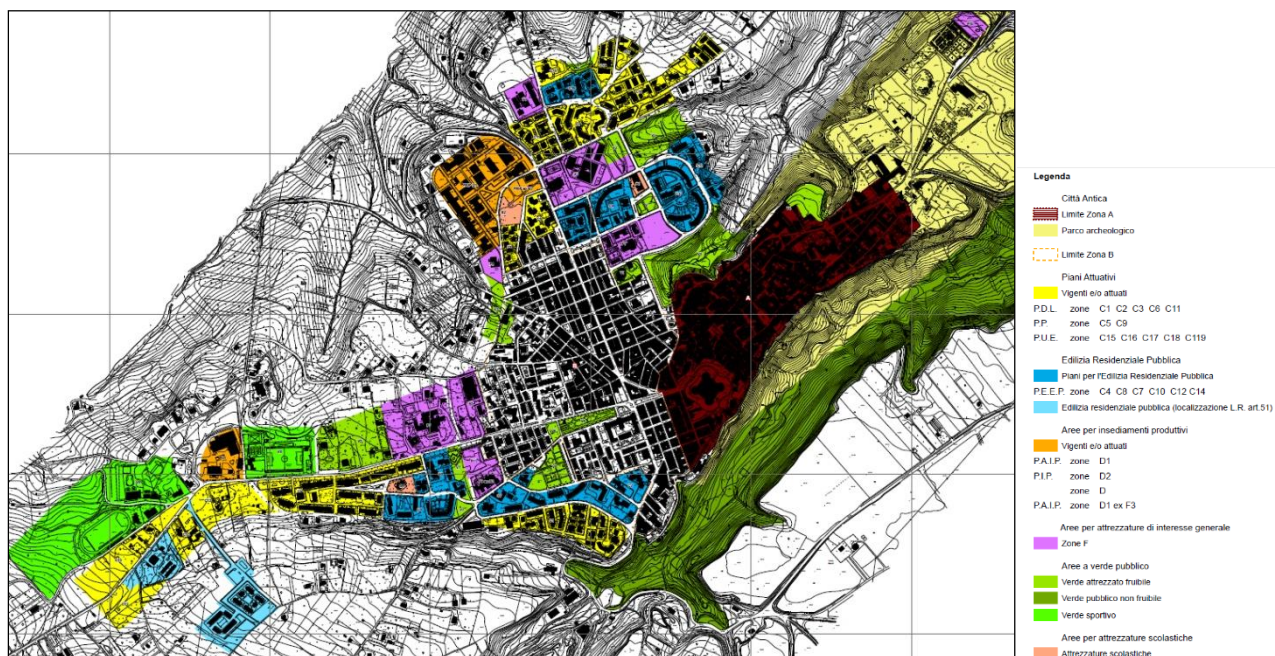 Legenda
Città Antica
Limite Zona A
Parco archeologico
Limite Zona B
Piani Attuativi
Vigenti e/o attuati
P.D.L. zone C1 C2 C3 C6 C11
P.P. zone C5 C9
P.U.E. zone C15 C16 C17 C18 C119
Edilizia Residenziale Pubblica
Piani per l'Edilizia Residenziale Pubblica
P.E.E.P. zone C4 C8 C7 C10 C12 C14
Edilizia residenziale pubblica (localizzazione L.R. art.51)
Aree per insediamenti produttivi
Vigenti e/o attuati
P.A.I.P. zone D1
P.I.P. zone D2
zone D
P.A.I.P. zone D1 ex F3
Aree per attrezzature di interesse generale
Zone F
Aree a verde pubblico
Verde attrezzato fruibile
Verde pubblico non fruibile
Verde sportivo
Aree per attrezzature scolastiche
Attrezzature scolastiche
A